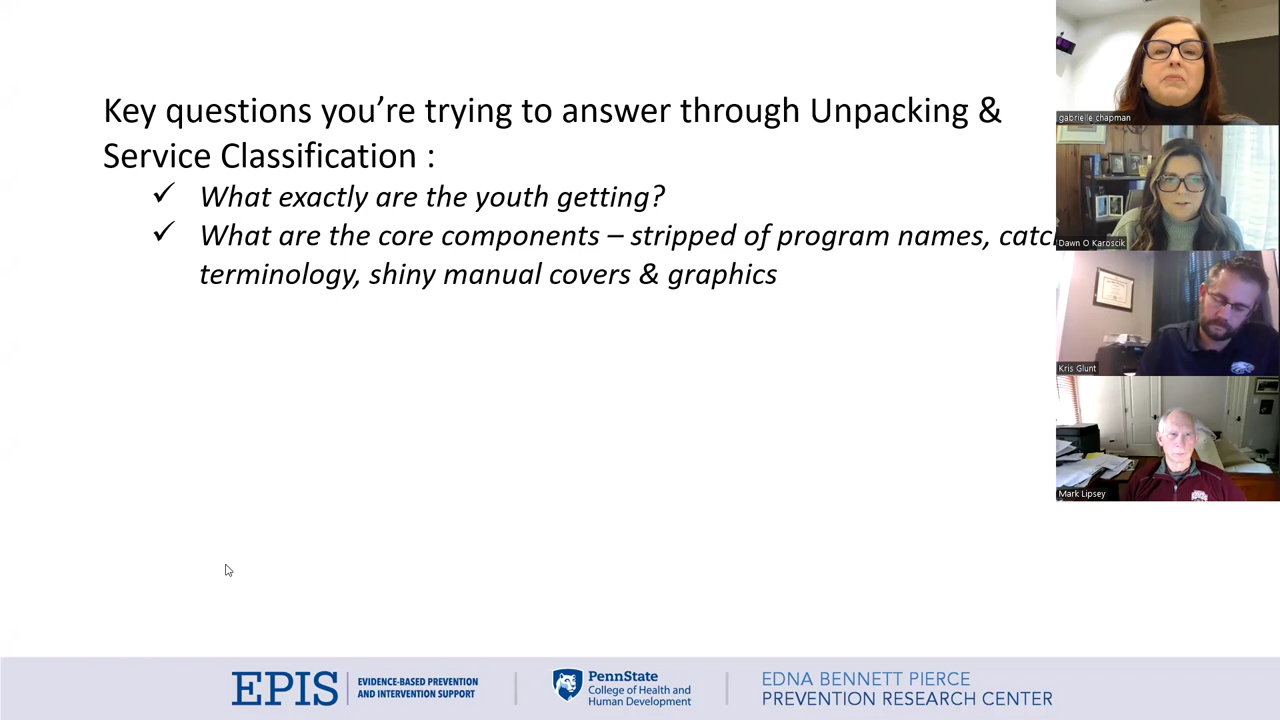 Key questions you're trying to answer through Unpacking &
Service Classification :
✓ What exactly are the youth getting?
✓ What are the core components – stripped of program names,
terminology, shiny manual covers & graphics
gabrielle chapman
Dawn O Karoscik
Kris Glunt
Mark Lipsey
EPIS
EVIDENCE-BASED PREVENTION
AND INTERVENTION SUPPORT
PennState
College of Health and
Human Development
EDNA BENNETT PIERCE
PREVENTION RESEARCH CENTER